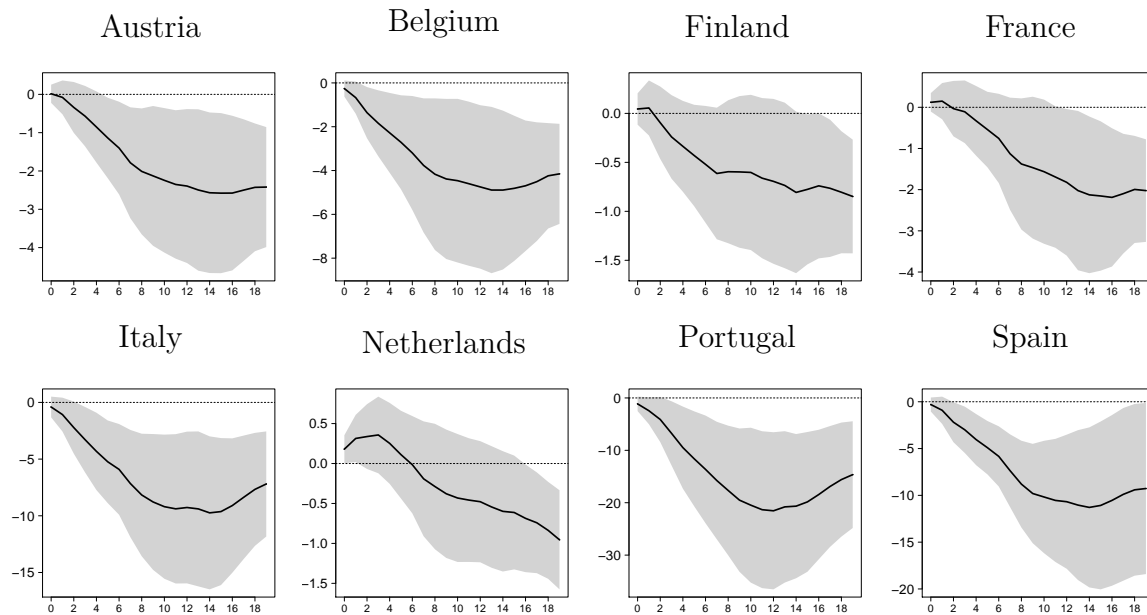 Austria Belgium Finland France
0 0 0.0 0
−1 −2 −0.5 −1
−2 −4 −1.0 −2
−3 −6 −1.5 −3
−4 −8 −4
0 2 4 6 8 10 12 14 16 18 0 2 4 6 8 10 12 14 16 18 0 2 4 6 8 10 12 14 16 18 0 2 4 6 8 10 12 14 16 18
Italy Netherlands Portugal Spain
0 0.5 0 0
−5 0.0 −10 −5
−10 −0.5 −20 −10
−15 −1.0 −30 −15
−1.5 −20
0 2 4 6 8 10 12 14 16 18 0 2 4 6 8 10 12 14 16 18 0 2 4 6 8 10 12 14 16 18 0 2 4 6 8 10 12 14 16 18